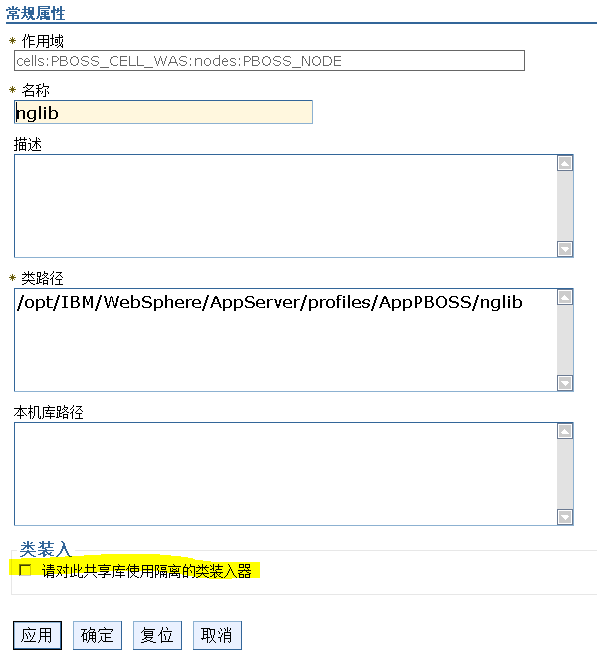 常规属性
* 作用域
cells:PBOSS_CELL_WAS:nodes:PBOSS_NODE
* 名称
nglib
描述
* 类路径
/opt/IBM/WebSphere/AppServer/profiles/AppPBOSS/nglib
本机库路径
类装入
请对此共享库使用隔离的类装入器
应用 确定 复位 取消